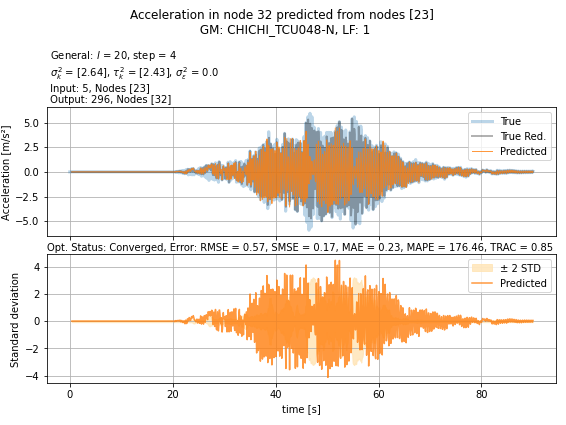 Acceleration in node 32 predicted from nodes [23]
GM: CHICHI_TCU048-N, LF: 1
General: l = 20, step = 4
σ²ₖ = [2.64], τ²ₖ = [2.43], σ²ε = 0.0
Input: 5, Nodes [23]
Output: 296, Nodes [32]
Acceleration [m/s²]
5.0
2.5
0.0
−2.5
−5.0
True
True Red.
Predicted
Opt. Status: Converged, Error: RMSE = 0.57, SMSE = 0.17, MAE = 0.23, MAPE = 176.46, TRAC = 0.85
Standard deviation
4
2
0
−2
−4
± 2 STD
Predicted
0
20
40
60
80
time [s]